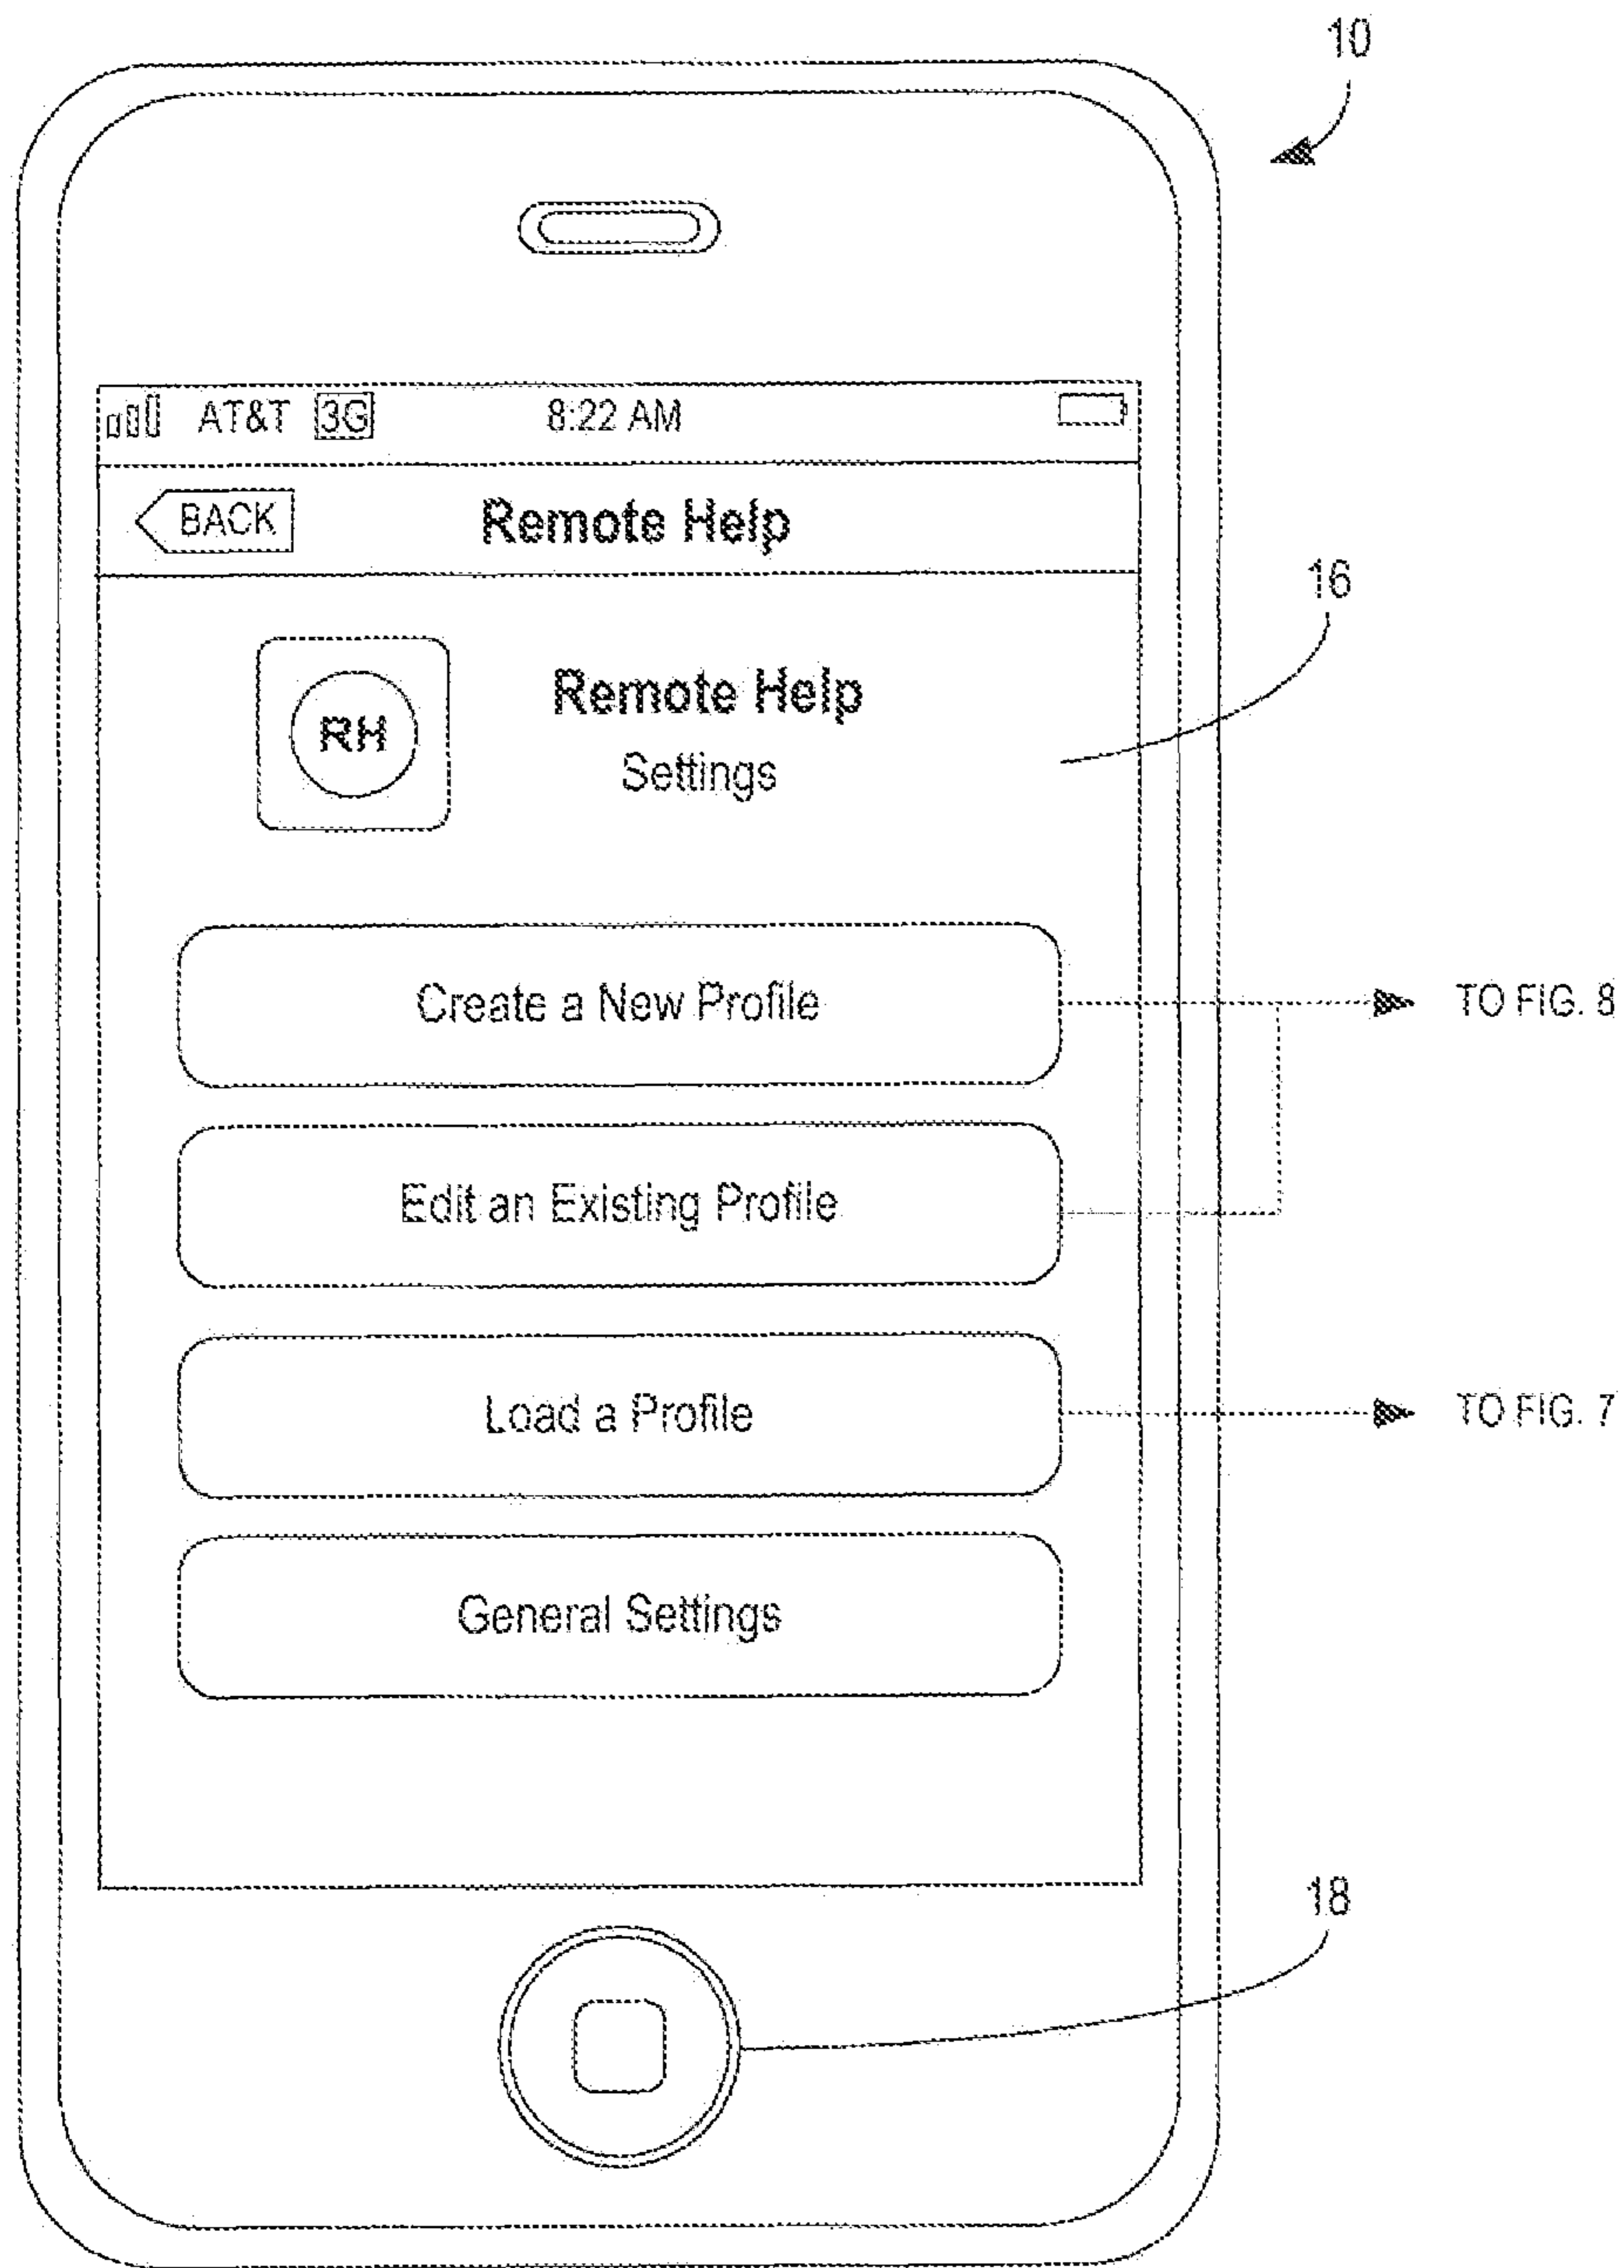 10
AT&T 3G 8:22 AM
BACK Remote Help
16
RH Remote Help
Settings
Create a New Profile TO FIG. 8
Edit an Existing Profile
Load a Profile TO FIG. 7
General Settings
18